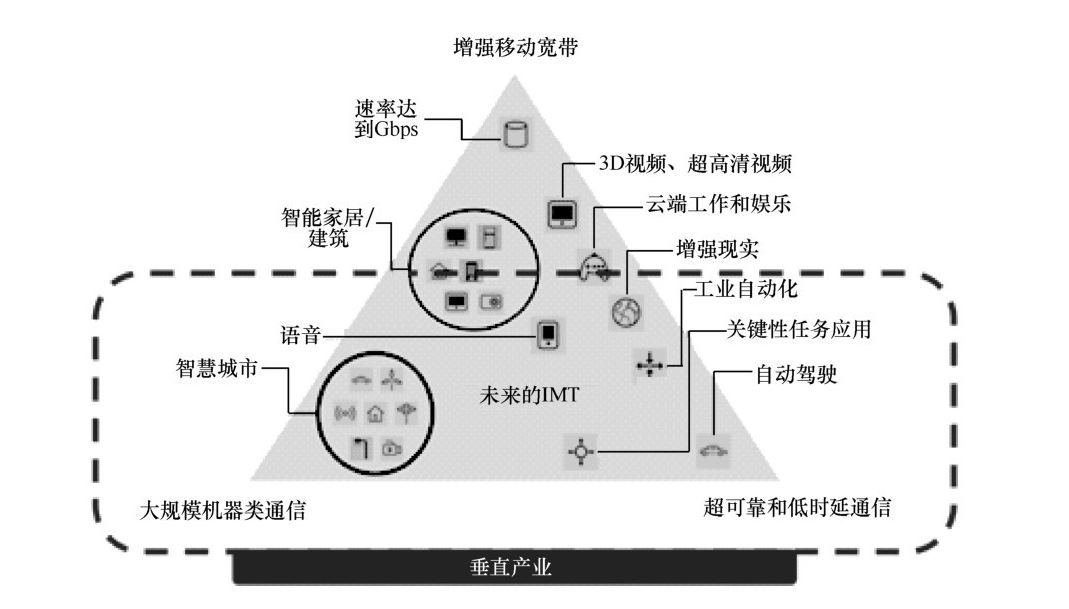 增强移动宽带
速率达
到Gbps
3D视频、超高清视频
云端工作和娱乐
智能家居/
建筑
增强现实
工业自动化
关键性任务应用
语音
智慧城市
自动驾驶
未来的IMT
大规模机器类通信
超可靠和低时延通信
垂直产业